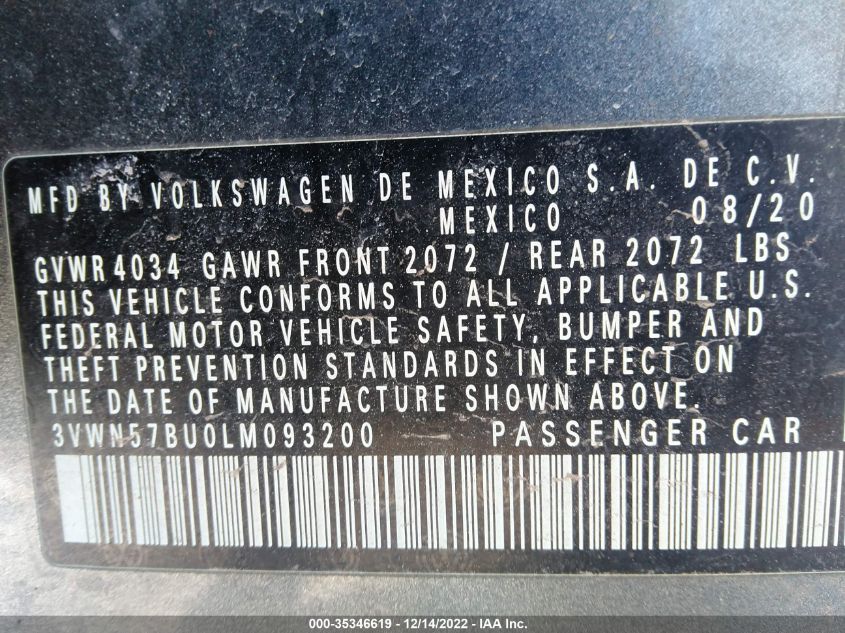 MFD BY VOLKSWAGEN DE MEXICO S.A. DE C.V.
MEXICO 08/20
GVWR 4034 GAWR FRONT 2072 / REAR 2072 LBS
THIS VEHICLE CONFORMS TO ALL APPLICABLE U.S.
FEDERAL MOTOR VEHICLE SAFETY, BUMPER AND
THEFT PREVENTION STANDARDS IN EFFECT ON
THE DATE OF MANUFACTURE SHOWN ABOVE.
3VWN57BU0LM093200 PASSENGER CAR
000-35346619 - 12/14/2022 - IAA Inc.